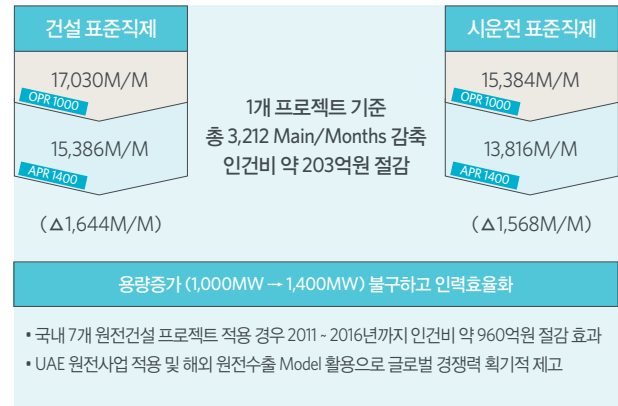 건설 표준직제
17,030M/M
OPR 1000
15,386M/M
APR 1400
(△1,644M/M)
1개 프로젝트 기준
총 3,212 Main/Months 감축
인건비 약 203억원 절감
시운전 표준직제
15,384M/M
OPR 1000
13,816M/M
APR 1400
(△1,568M/M)
용량증가 (1,000MW → 1,400MW) 불구하고 인력효율화
• 국내 7개 원전건설 프로젝트 적용 경우 2011 ~ 2016년까지 인건비 약 960억원 절감 효과
• UAE 원전사업 적용 및 해외 원전수출 Model 활용으로 글로벌 경쟁력 획기적 제고